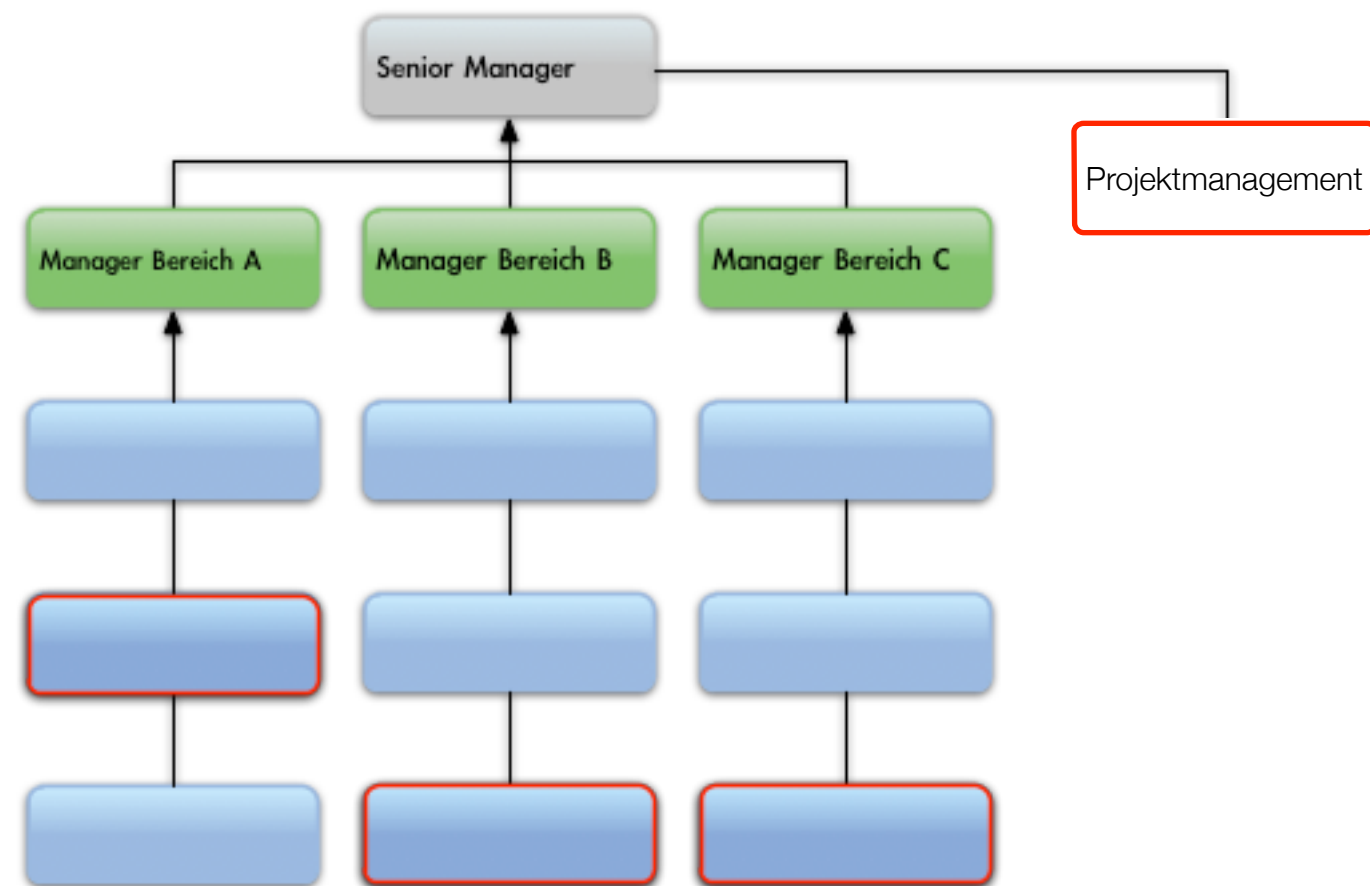 Senior Manager
Projektmanagement
Manager Bereich A
Manager Bereich B
Manager Bereich C